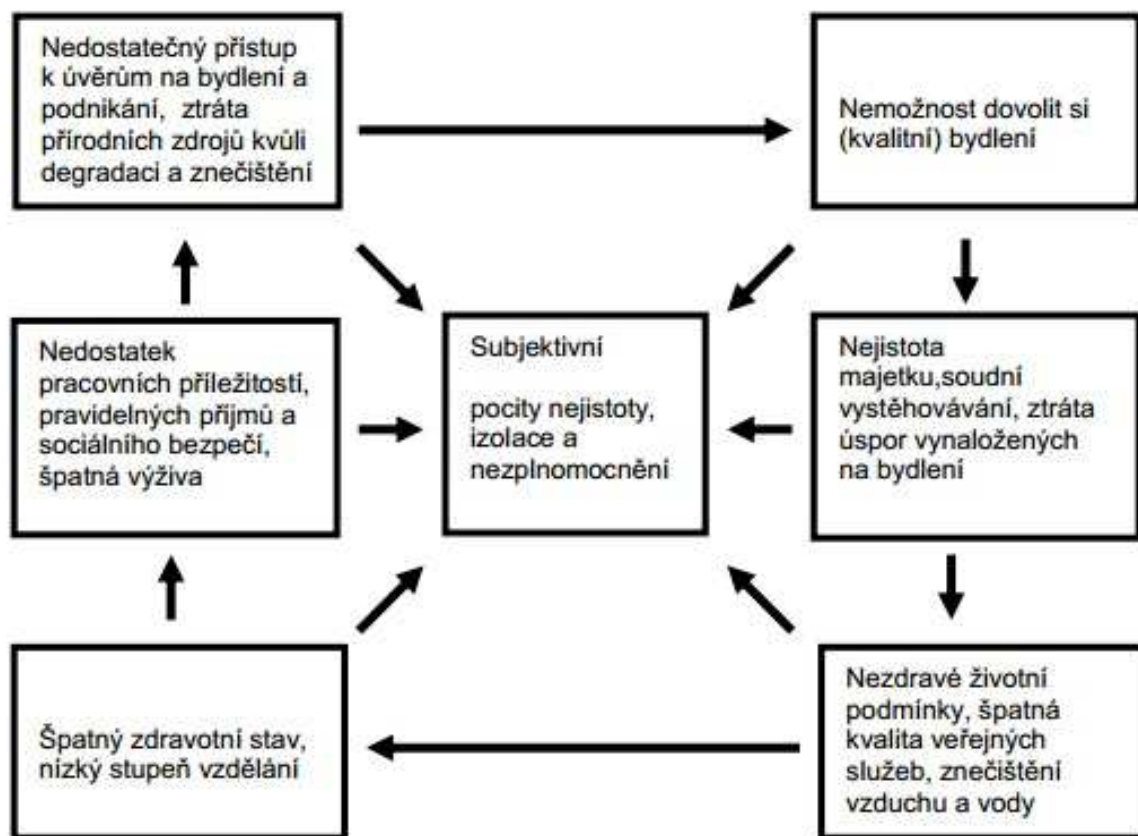 Nedostatečný přístup
k úvěrům na bydlení a
podnikání, ztráta
přírodních zdrojů kvůli
degradaci a znečištění
Nemožnost dovolit si
(kvalitní) bydlení
Nedostatek
pracovních příležitostí,
pravidelných příjmů a
sociálního bezpečí,
špatná výživa
Subjektivní
pocity nejistoty,
izolace a
nezplnomocnění
Nejistota
majetku,soudní
vystěhovávání, ztráta
úspor vynaložených
na bydlení
Špatný zdravotní stav,
nízký stupeň vzdělání
Nezdravé životní
podmínky, špatná
kvalita veřejných
služeb, znečištění
vzduchu a vody